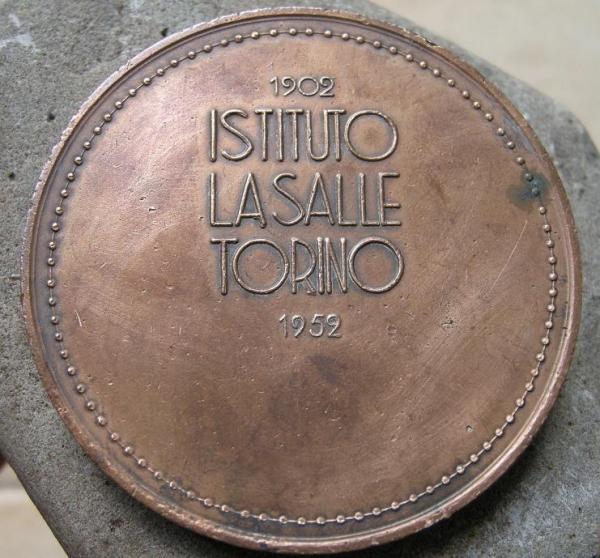 1902
ISTITUTO
LA SALLE
TORINO
1952